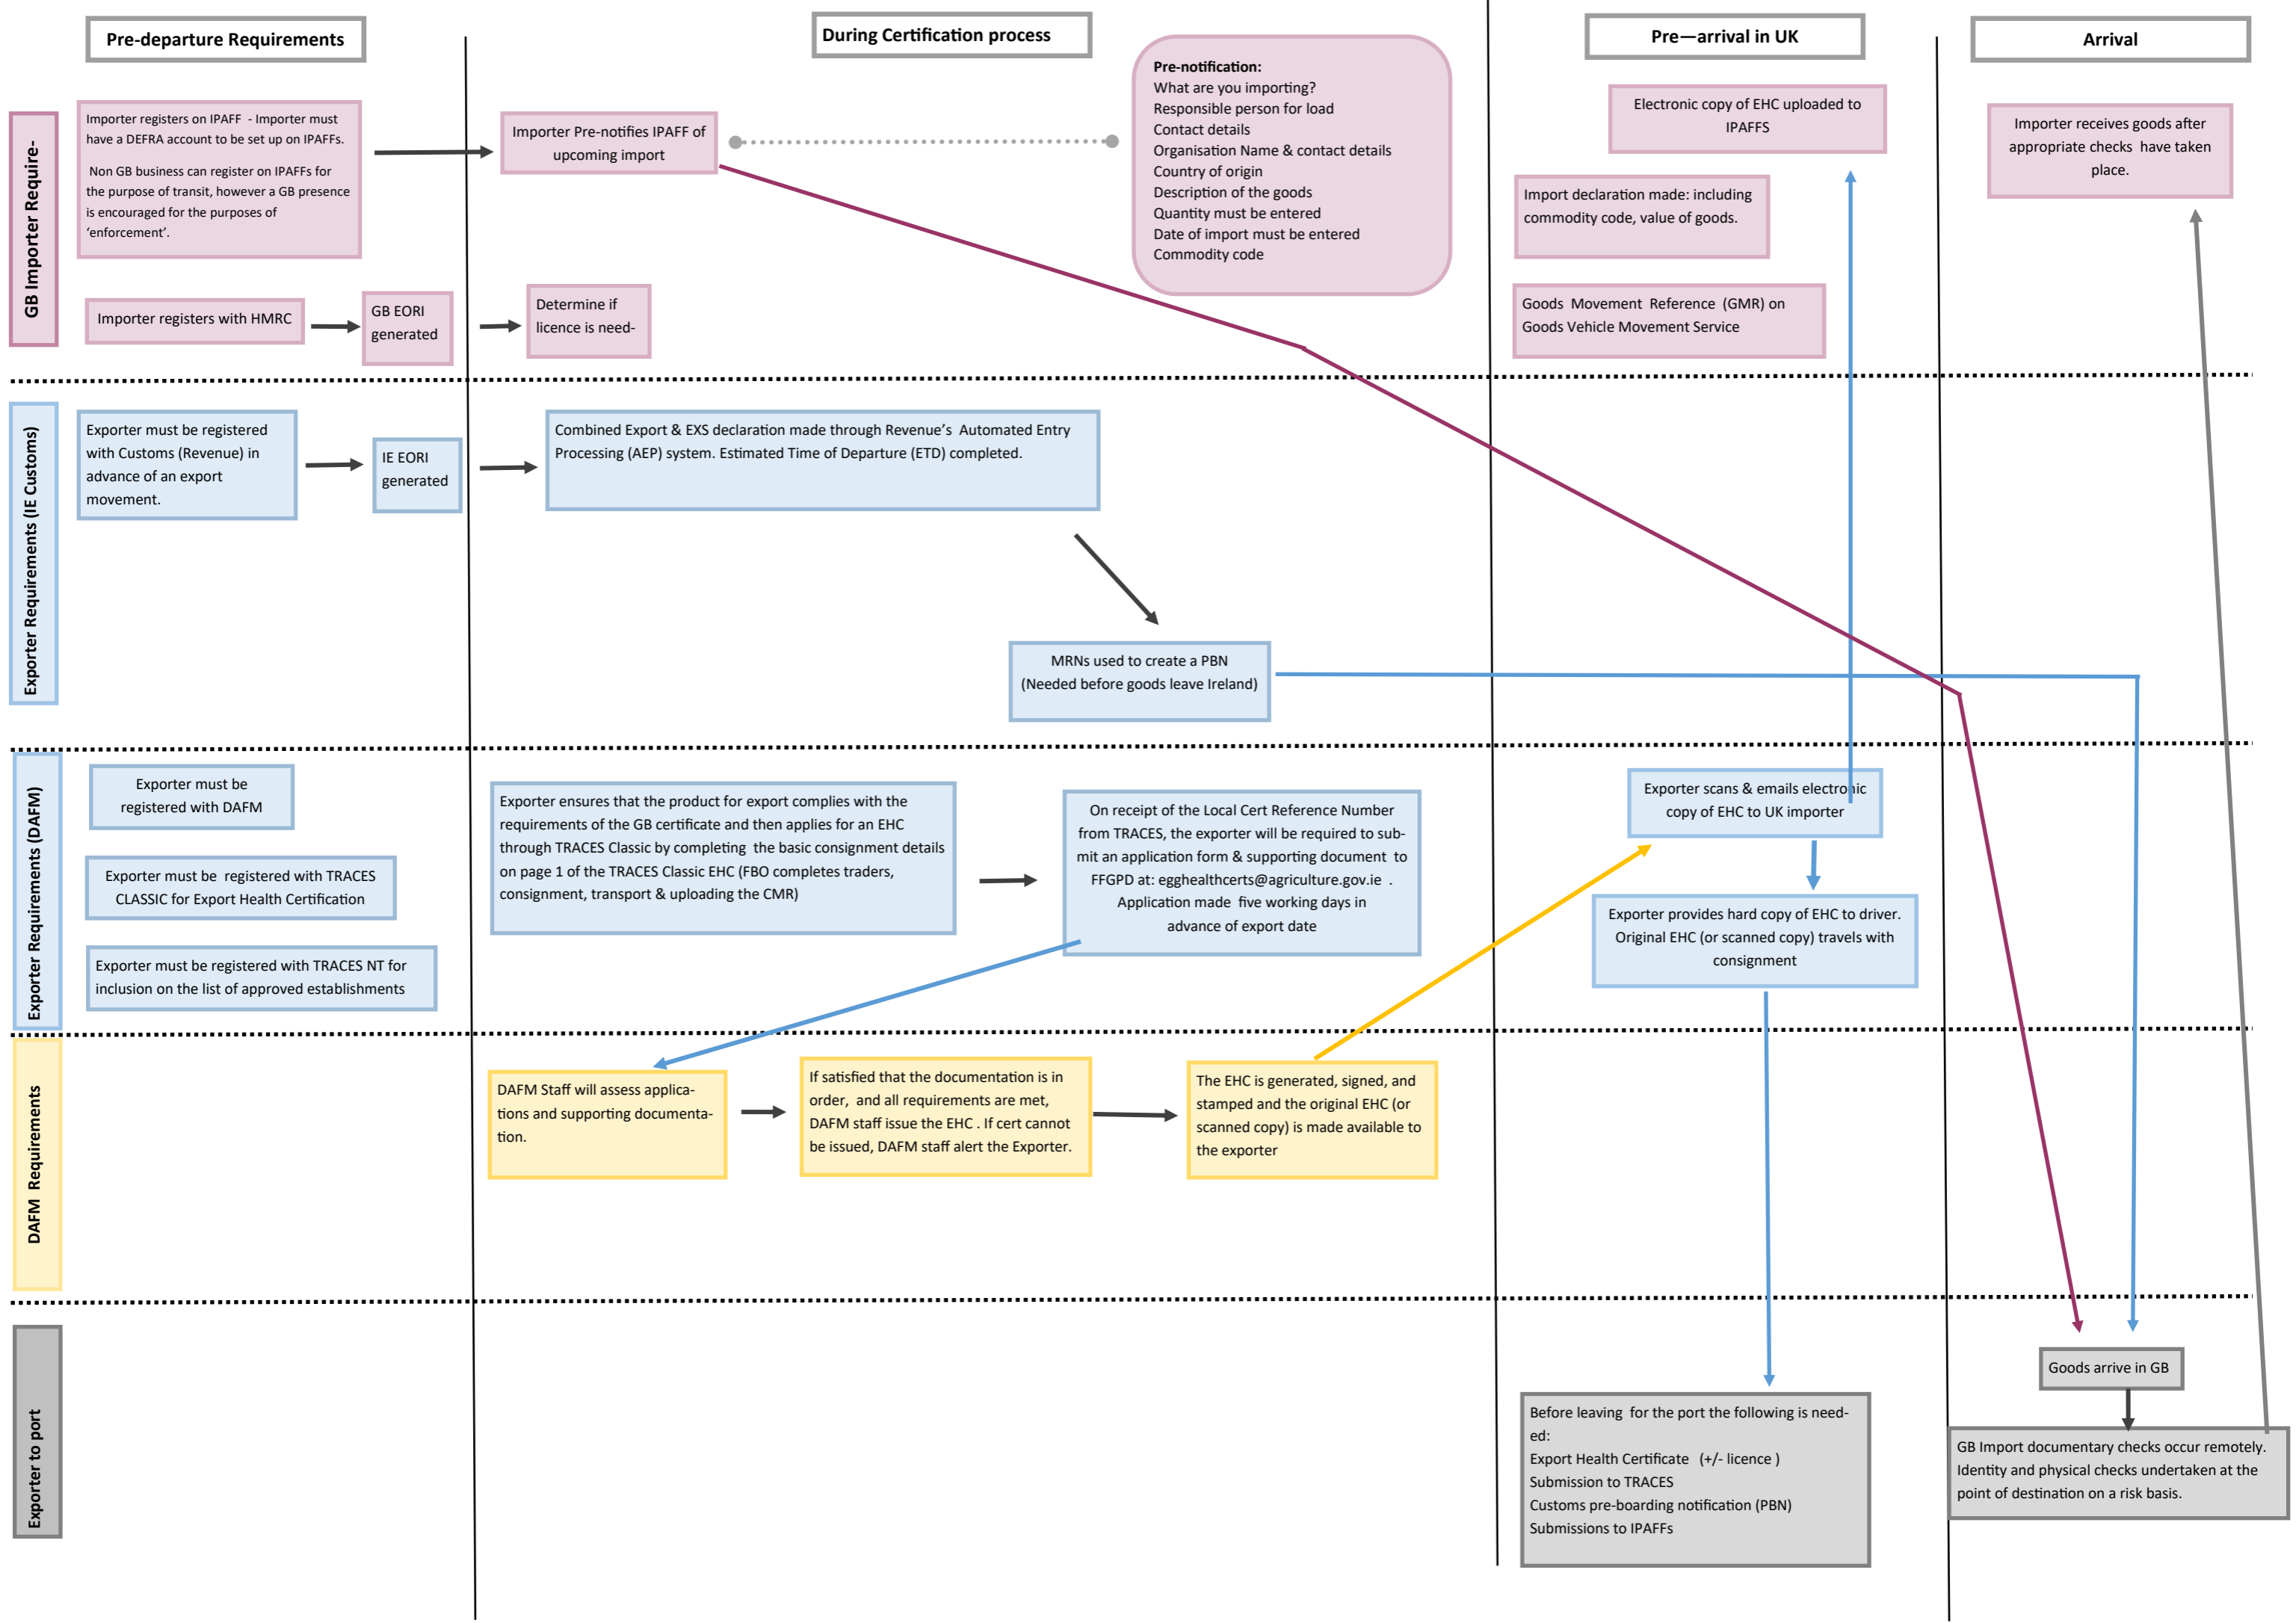 Pre-departure Requirements
During Certification process
Pre—arrival in UK
Arrival
GB Importer Require-
Importer registers on IPAFF  - Importer must
have a DEFRA account to be set up on IPAFFs.
Non GB business can register on IPAFFs for
the purpose of transit, however a GB presence
is encouraged for the purposes of
‘enforcement’.
Importer Pre-notifies IPAFF of
upcoming import
Pre-notification:
What are you importing?
Responsible person for load
Contact details
Organisation Name & contact details
Country of origin
Description of the goods
Quantity must be entered
Date of import must be entered
Commodity code
Electronic copy of EHC uploaded to
IPAFFS
Import declaration made: including
commodity code, value of goods.
Goods  Movement  Reference  (GMR) on
Goods Vehicle Movement Service
Importer receives goods after
appropriate checks  have taken
place.
Importer registers with HMRC
GB EORI
generated
Determine if
licence is need-
Exporter Requirements (IE Customs)
Exporter must be registered
with Customs (Revenue) in
advance of an export
movement.
IE EORI
generated
Combined Export & EXS declaration made through Revenue’s  Automated Entry
Processing (AEP) system. Estimated Time of Departure (ETD) completed.
MRNs used to create a PBN
(Needed before goods leave Ireland)
Exporter Requirements (DAFM)
Exporter must be
registered with DAFM
Exporter must be  registered with TRACES
CLASSIC for Export Health Certification
Exporter must be registered with TRACES NT for
inclusion on the list of approved establishments
Exporter ensures that the product for export complies with the
requirements of the GB certificate and then applies for an EHC
through TRACES Classic by completing  the basic consignment details
on page 1 of the TRACES Classic EHC (FBO completes traders,
consignment, transport & uploading the CMR)
On receipt of the Local Cert Reference Number
from TRACES, the exporter will be required to sub-
mit an application form & supporting document  to
FFGPD at: egghealthcerts@agriculture.gov.ie  .
Application made  five working days in
advance of export date
Exporter scans & emails electronic
copy of EHC to UK importer
Exporter provides hard copy of EHC to driver.
Original EHC (or scanned copy) travels with
consignment
DAFM  Requirements
DAFM Staff will assess applica-
tions and supporting documenta-
tion.
If satisfied that the documentation is in
order,  and all requirements are met,
DAFM staff issue the EHC . If cert cannot
be issued, DAFM staff alert the Exporter.
The EHC is generated, signed, and
stamped and the original EHC (or
scanned copy) is made available to
the exporter
Exporter to port
Before leaving  for the port the following is need-
ed:
Export Health Certificate   (+/- licence )
Submission to TRACES
Customs pre-boarding notification (PBN)
Submissions to IPAFFs
Goods arrive in GB
GB Import documentary checks occur remotely.
Identity and physical checks undertaken at the
point of destination on a risk basis.